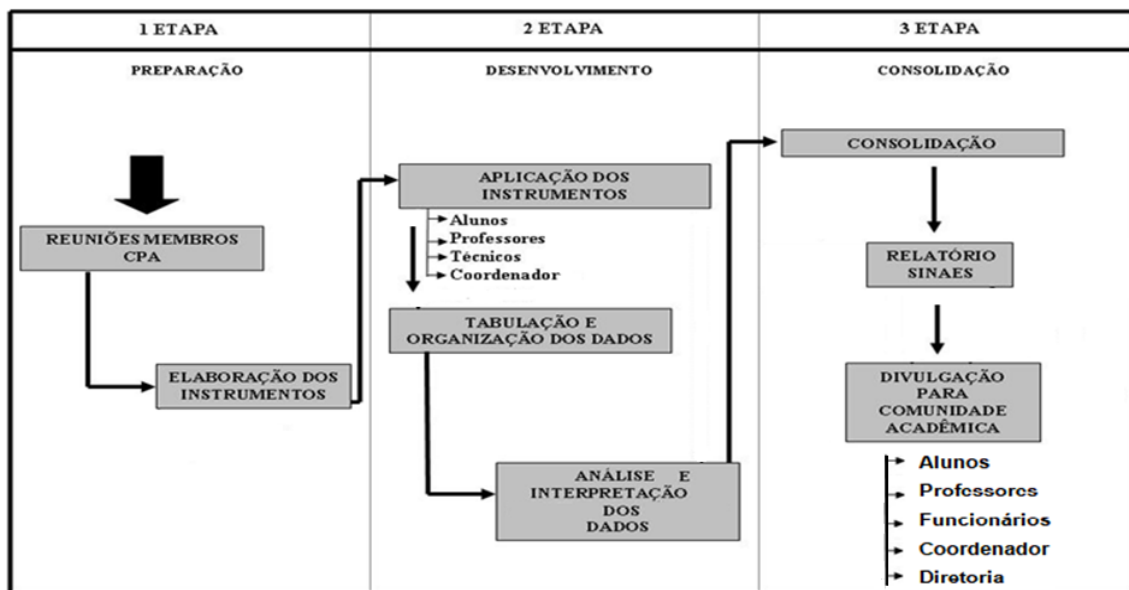 1 ETAPA
2 ETAPA
3 ETAPA
PREPARAÇÃO
DESENVOLVIMENTO
CONSOLIDAÇÃO
REUNIÕES MEMBROS
CPA
ELABORAÇÃO DOS
INSTRUMENTOS
APLICAÇÃO DOS
INSTRUMENTOS
Alunos
Professores
Técnicos
Coordenador
TABULAÇÃO E
ORGANIZAÇÃO DOS DADOS
ANÁLISE E
INTERPRETAÇÃO
DOS
DADOS
CONSOLIDAÇÃO
RELATÓRIO
SINAES
DIVULGAÇÃO
PARA
COMUNIDADE
ACADÊMICA
Alunos
Professores
Funcionários
Coordenador
Diretoria